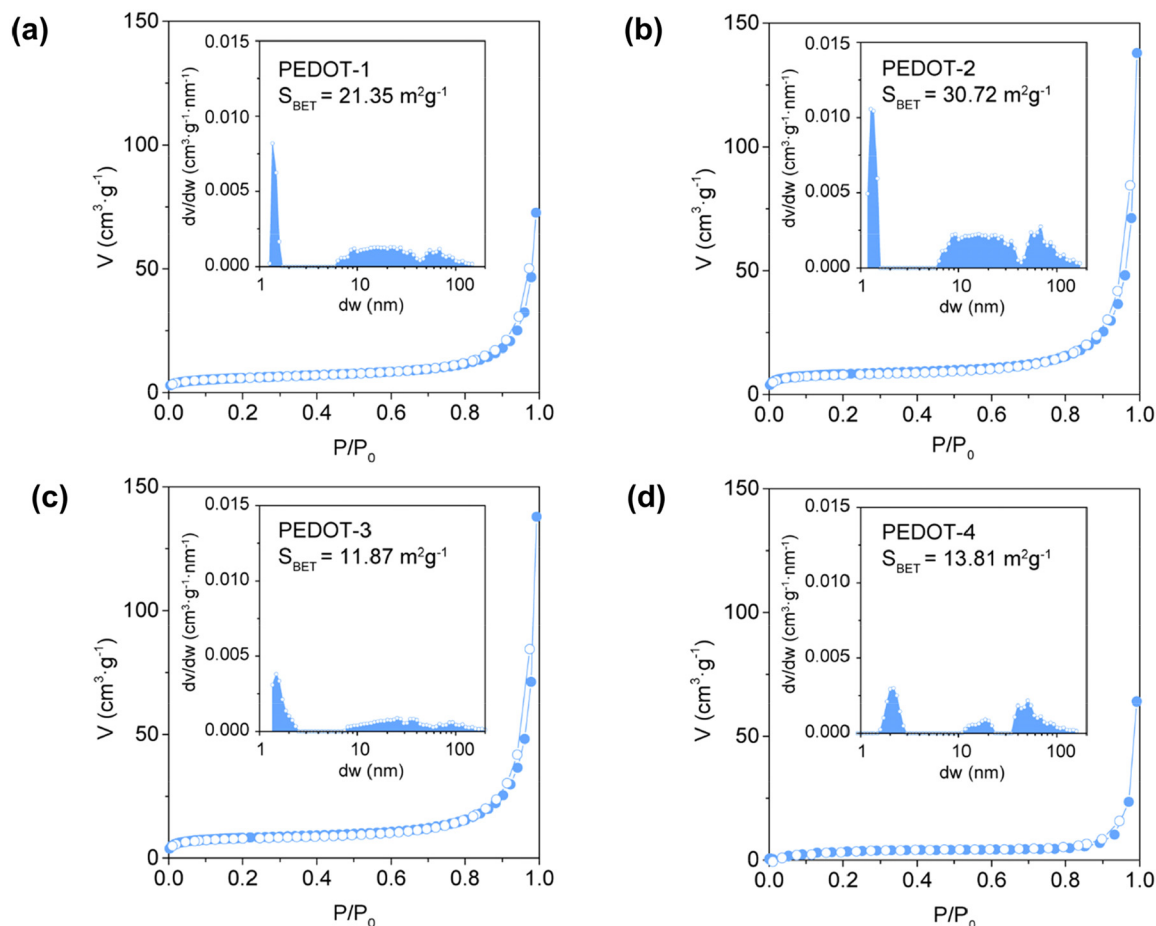 (a)
150
100
50
0
V (cm³·g⁻¹)
0.0 0.2 0.4 0.6 0.8 1.0
P/P₀
0.015
0.010
0.005
0.000
dv/dw (cm³·g⁻¹·nm⁻¹)
PEDOT-1
S_BET = 21.35 m²g⁻¹
1 10 100
dw (nm)
(b)
150
100
50
0
V (cm³·g⁻¹)
0.0 0.2 0.4 0.6 0.8 1.0
P/P₀
0.015
0.010
0.005
0.000
dv/dw (cm³·g⁻¹·nm⁻¹)
PEDOT-2
S_BET = 30.72 m²g⁻¹
1 10 100
dw (nm)
(c)
150
100
50
0
V (cm³·g⁻¹)
0.0 0.2 0.4 0.6 0.8 1.0
P/P₀
0.015
0.010
0.005
0.000
dv/dw (cm³·g⁻¹·nm⁻¹)
PEDOT-3
S_BET = 11.87 m²g⁻¹
1 10 100
dw (nm)
(d)
150
100
50
0
V (cm³·g⁻¹)
0.0 0.2 0.4 0.6 0.8 1.0
P/P₀
0.015
0.010
0.005
0.000
dv/dw (cm³·g⁻¹·nm⁻¹)
PEDOT-4
S_BET = 13.81 m²g⁻¹
1 10 100
dw (nm)